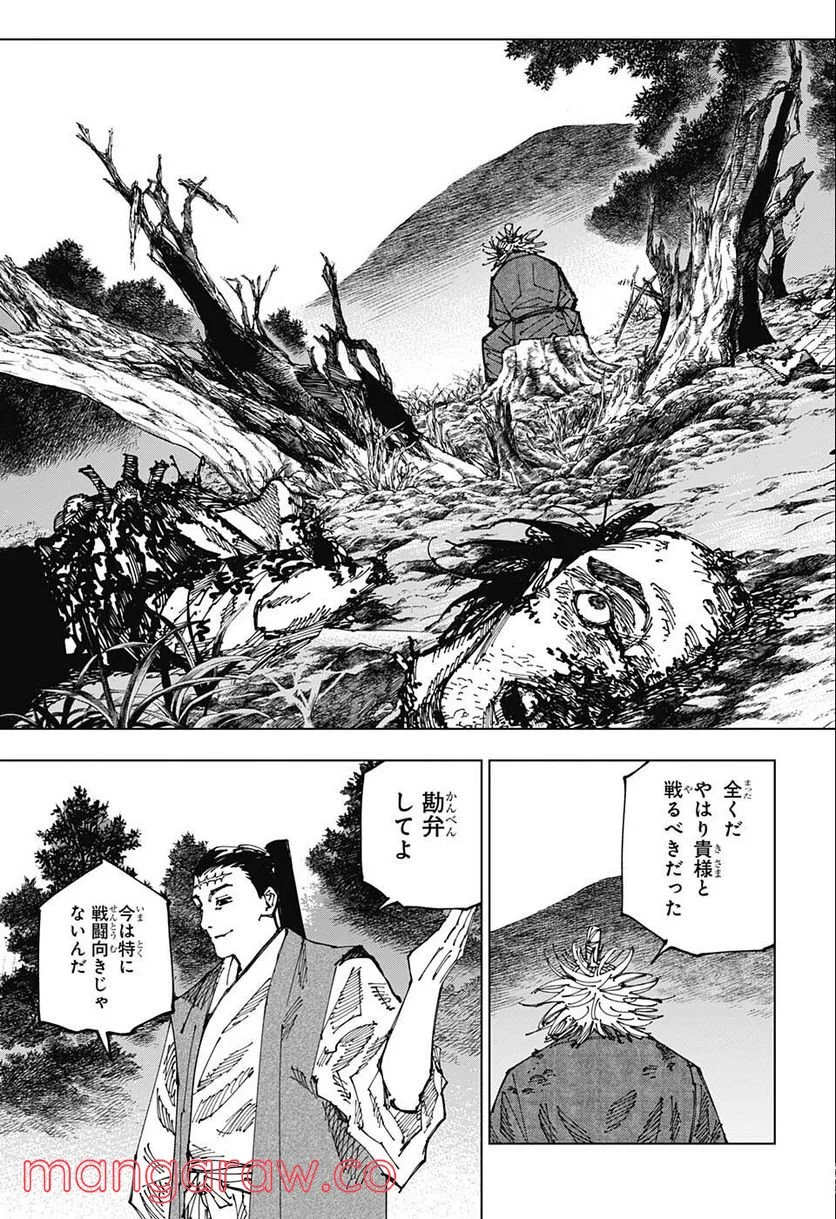 全くだ
やはり貴様と
戦るべきだった
勘弁
してよ
今は特に
戦闘向きじゃ
ないんだ
mangaraw.com